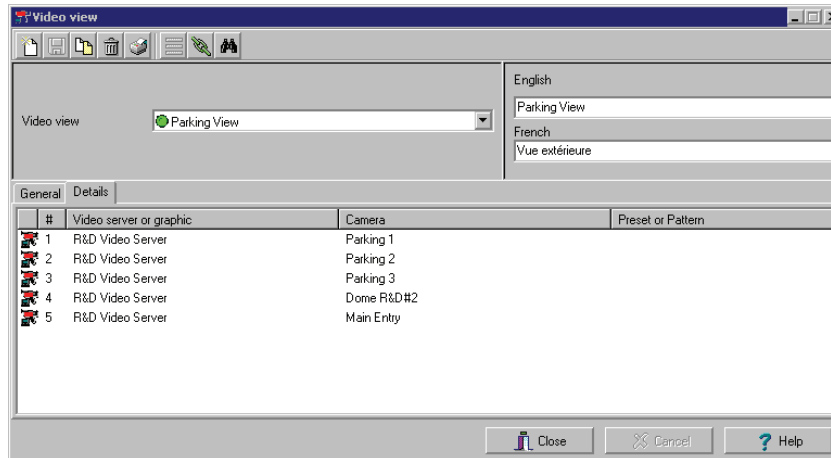 Video view
English
Parking View
Video view
Parking View
French
Vue extérieure
General Details
# Video server or graphic Camera Preset or Pattern
1 R&D Video Server Parking 1
2 R&D Video Server Parking 2
3 R&D Video Server Parking 3
4 R&D Video Server Dome R&D#2
5 R&D Video Server Main Entry
Close Cancel Help